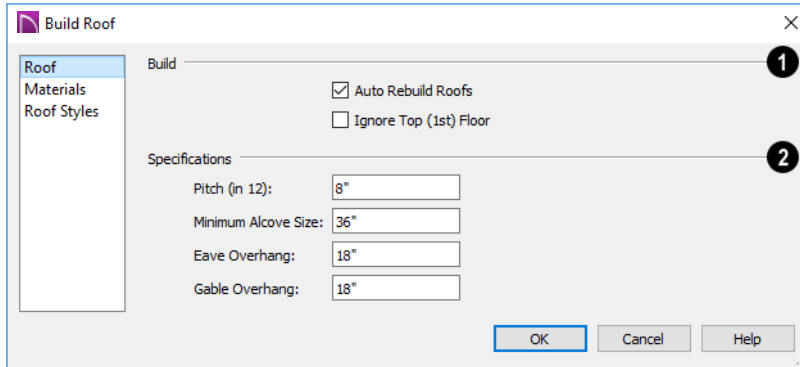 Build Roof
Roof
Materials
Roof Styles
Build
1
Auto Rebuild Roofs
Ignore Top (1st) Floor
Specifications
2
Pitch (in 12): 8"
Minimum Alcove Size: 36"
Eave Overhang: 18"
Gable Overhang: 18"
OK Cancel Help